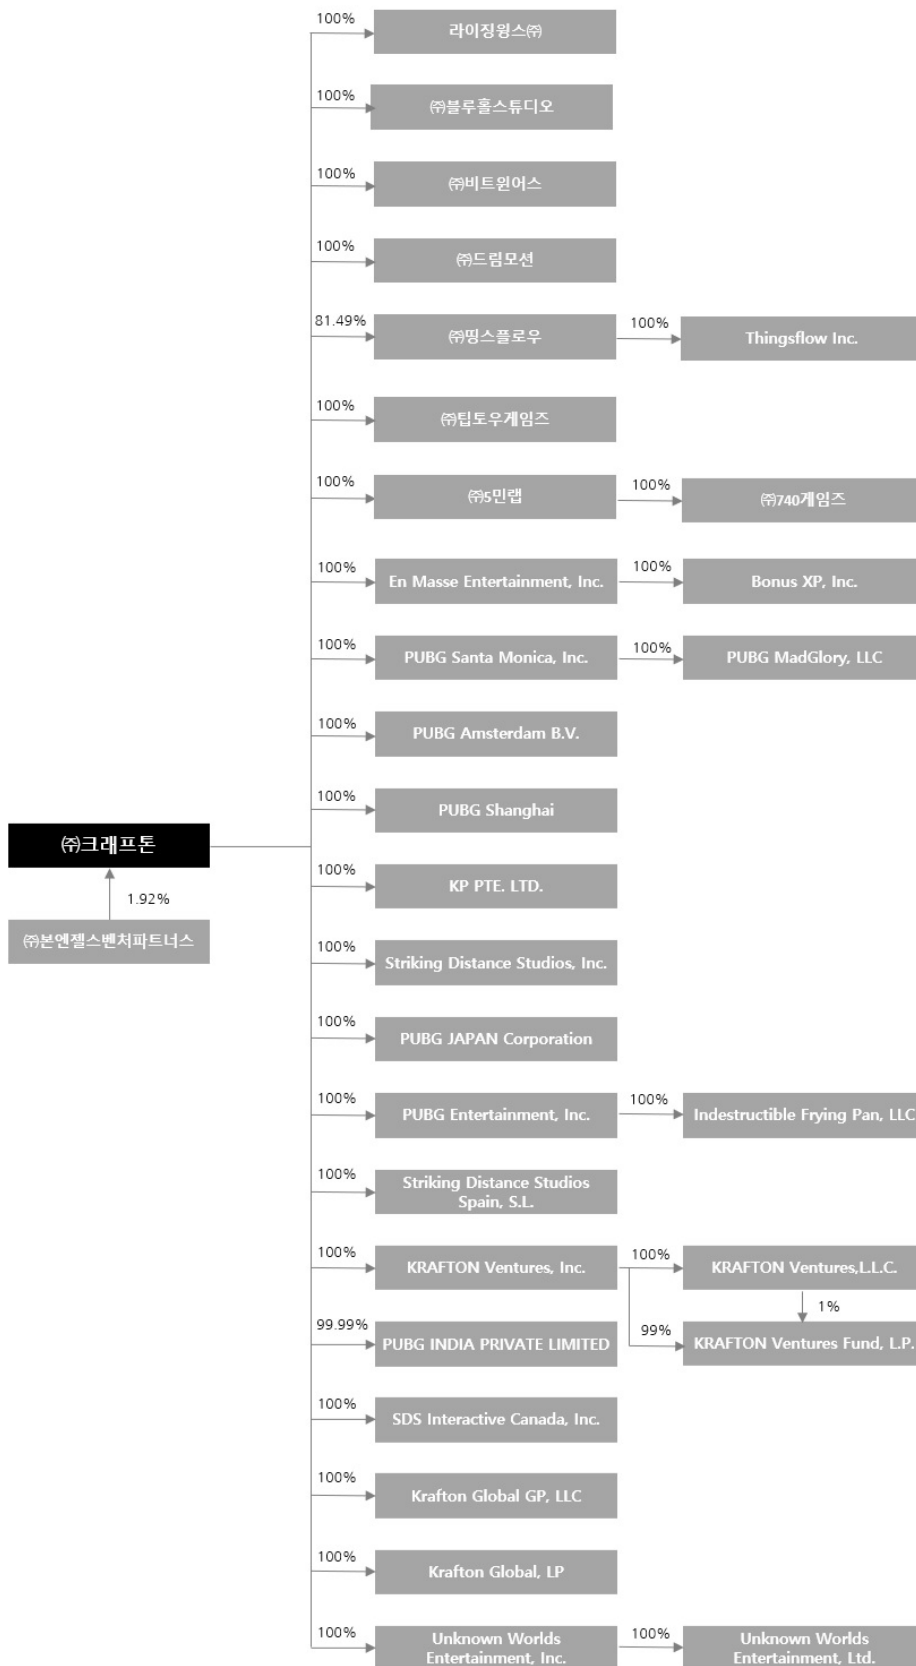 100%
라이징윙스㈜
100%
㈜블루홀스튜디오
100%
㈜비트윈어스
100%
㈜드림모션
81.49%
㈜띵스플로우
100%
Thingsflow Inc.
100%
㈜팁토우게임즈
100%
㈜5민랩
100%
㈜740게임즈
100%
En Masse Entertainment, Inc.
100%
Bonus XP, Inc.
100%
PUBG Santa Monica, Inc.
100%
PUBG MadGlory, LLC
100%
PUBG Amsterdam B.V.
100%
PUBG Shanghai
㈜크래프톤
1.92%
㈜본엔젤스벤처파트너스
100%
KP PTE. LTD.
100%
Striking Distance Studios, Inc.
100%
PUBG JAPAN Corporation
100%
PUBG Entertainment, Inc.
100%
Indestructible Frying Pan, LLC
100%
Striking Distance Studios
Spain, S.L.
100%
KRAFTON Ventures, Inc.
100%
KRAFTON Ventures,L.L.C.
1%
99.99%
PUBG INDIA PRIVATE LIMITED
99%
KRAFTON Ventures Fund, L.P.
100%
SDS Interactive Canada, Inc.
100%
Krafton Global GP, LLC
100%
Krafton Global, LP
100%
Unknown Worlds
Entertainment, Inc.
100%
Unknown Worlds
Entertainment, Ltd.